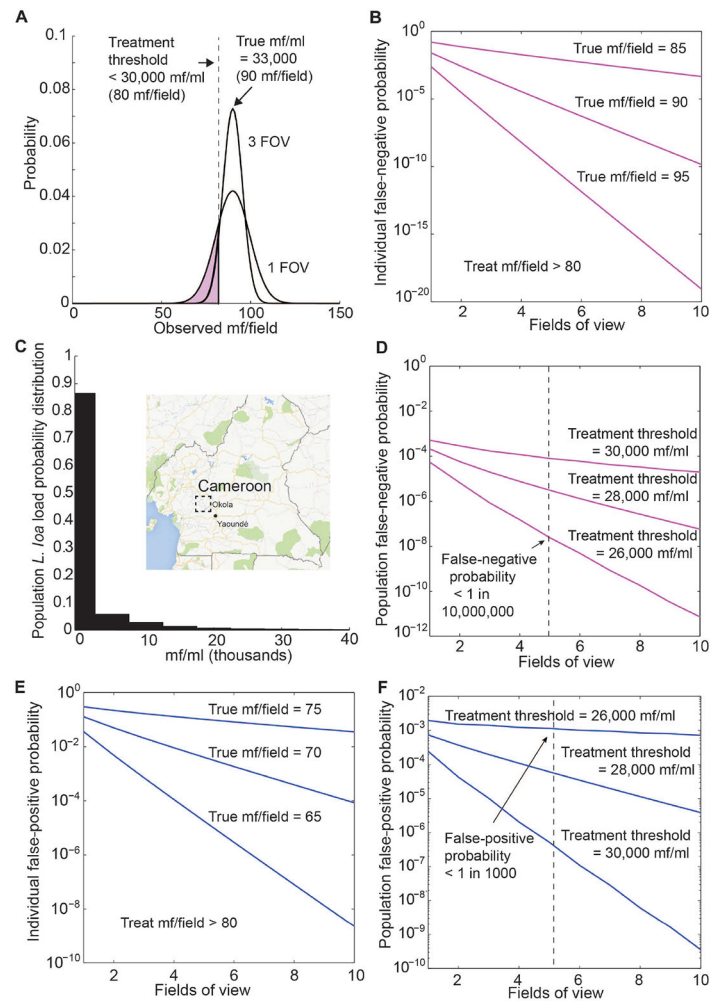 A
Treatment
threshold
< 30,000 mf/ml
(80 mf/field)
True mf/ml
= 33,000
(90 mf/field)
0.1
0.08
0.06
0.04
0.02
0
Probability
3 FOV
1 FOV
0
50
100
150
Observed mf/field
B
10^0
10^-5
10^-10
10^-15
10^-20
Individual false-negative probability
True mf/field = 85
True mf/field = 90
True mf/field = 95
Treat mf/field > 80
2
4
6
8
10
Fields of view
C
1
0.9
0.8
0.7
0.6
0.5
0.4
0.3
0.2
0.1
0
Population L. loa load probability distribution
Cameroon
Okola
Yaoundé
0
10
20
30
40
mf/ml (thousands)
D
10^0
10^-2
10^-4
10^-6
10^-8
10^-10
10^-12
Population false-negative probability
Treatment threshold
= 30,000 mf/ml
Treatment threshold
= 28,000 mf/ml
Treatment threshold
= 26,000 mf/ml
False-negative
probability
< 1 in
10,000,000
2
4
6
8
10
Fields of view
E
10^0
10^-2
10^-4
10^-6
10^-8
10^-10
Individual false-positive probability
True mf/field = 75
True mf/field = 70
True mf/field = 65
Treat mf/field > 80
2
4
6
8
10
Fields of view
F
10^-2
10^-3
10^-4
10^-5
10^-6
10^-7
10^-8
10^-9
10^-10
Population false-positive probability
Treatment threshold = 26,000 mf/ml
Treatment threshold
= 28,000 mf/ml
Treatment threshold
= 30,000 mf/ml
False-positive
probability
< 1 in 1000
2
4
6
8
10
Fields of view